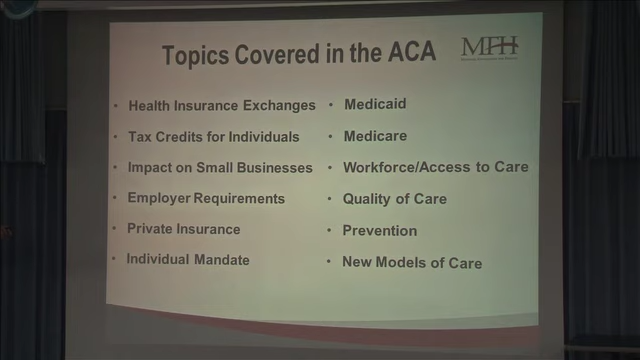 Topics Covered in the ACA
MFH
• Health Insurance Exchanges
• Tax Credits for Individuals
• Impact on Small Businesses
• Employer Requirements
• Private Insurance
• Individual Mandate
• Medicaid
• Medicare
• Workforce/Access to Care
• Quality of Care
• Prevention
• New Models of Care